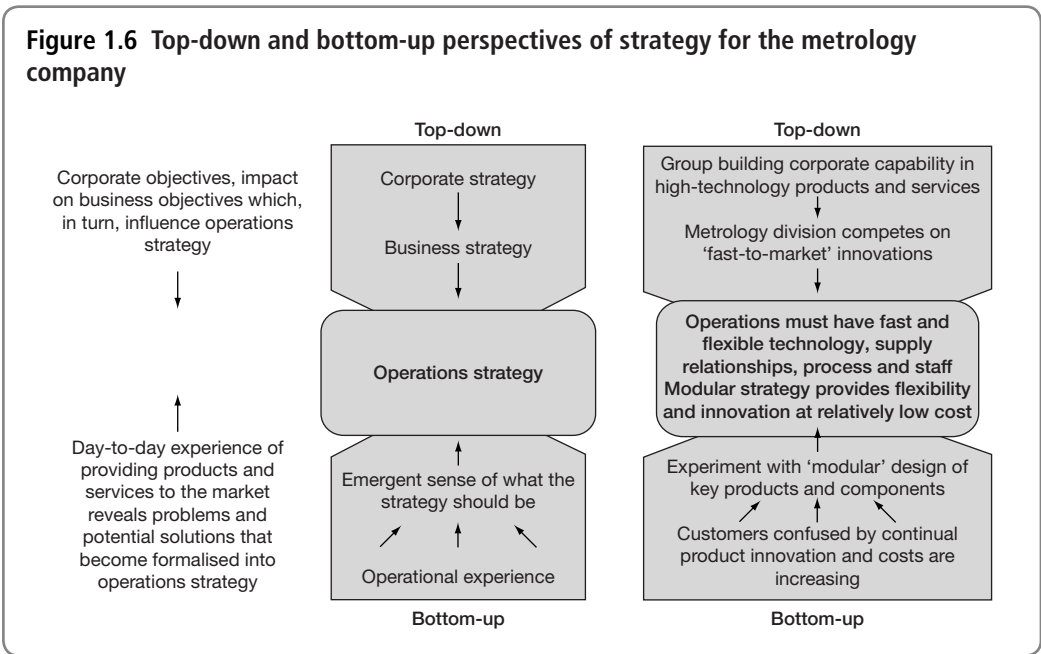 Figure 1.6 Top-down and bottom-up perspectives of strategy for the metrology
company
Corporate objectives, impact
on business objectives which,
in turn, influence operations
strategy
Day-to-day experience of
providing products and
services to the market
reveals problems and
potential solutions that
become formalised into
operations strategy
Top-down
Corporate strategy
Business strategy
Operations strategy
Emergent sense of what the
strategy should be
Operational experience
Bottom-up
Top-down
Group building corporate capability in
high-technology products and services
Metrology division competes on
‘fast-to-market’ innovations
Operations must have fast and
flexible technology, supply
relationships, process and staff
Modular strategy provides flexibility
and innovation at relatively low cost
Experiment with ‘modular’ design of
key products and components
Customers confused by continual
product innovation and costs are
increasing
Bottom-up